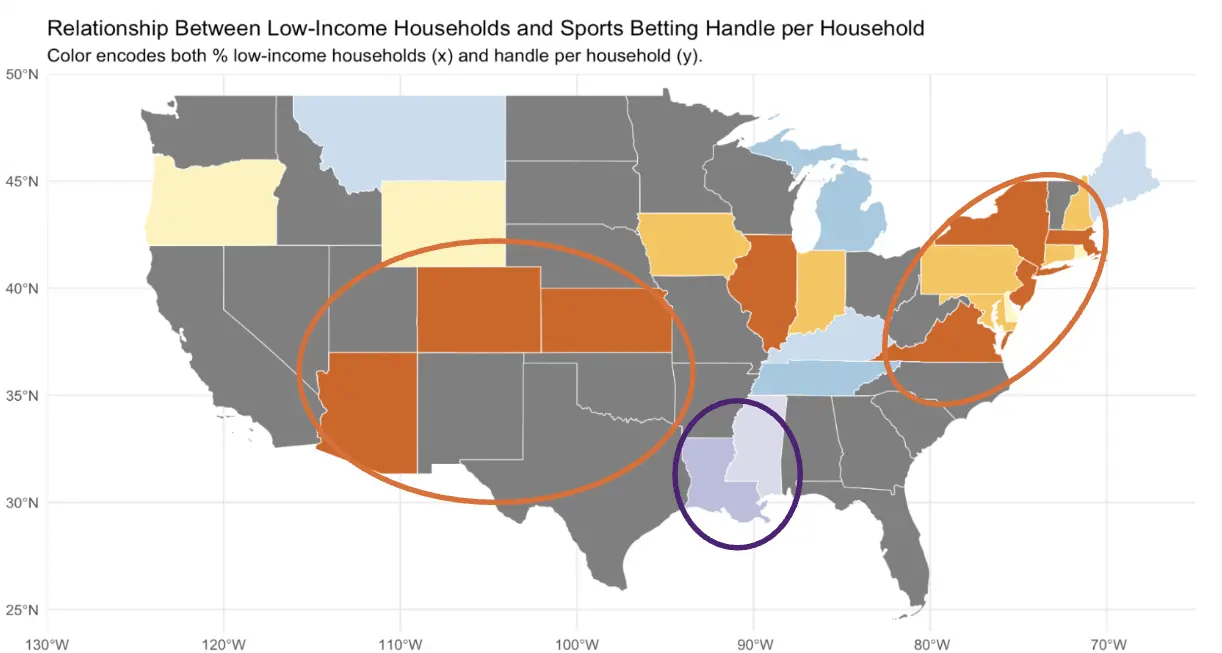 Relationship Between Low-Income Households and Sports Betting Handle per Household
Color encodes both % low-income households (x) and handle per household (y).
50°N
45°N
40°N
35°N
30°N
25°N
130°W 120°W 110°W 100°W 90°W 80°W 70°W